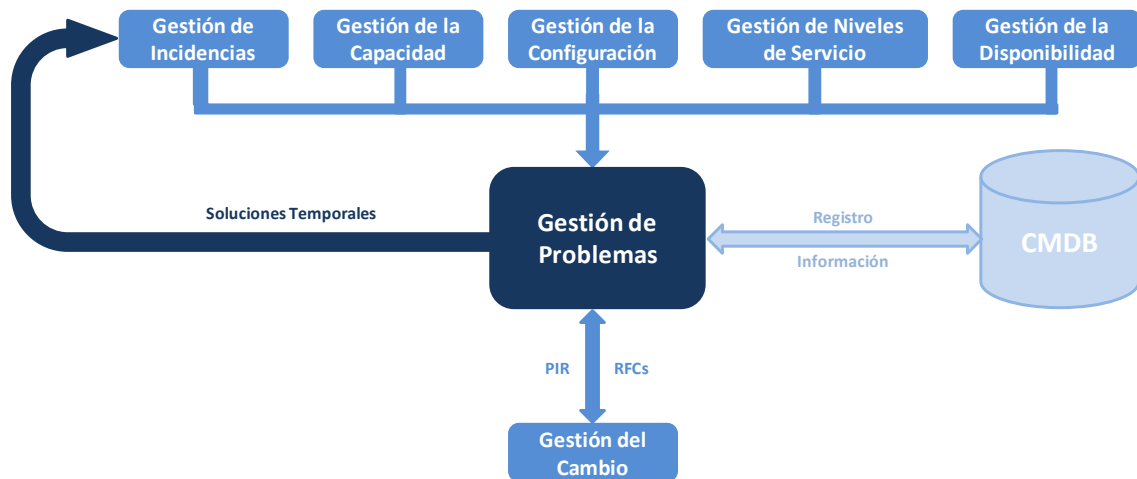 Gestión de
Incidencias
Gestión de la
Capacidad
Gestión de la
Configuración
Gestión de Niveles
de Servicio
Gestión de la
Disponibilidad
Soluciones Temporales
Gestión de
Problemas
Registro
Información
CMDB
PIR
RFCs
Gestión del
Cambio